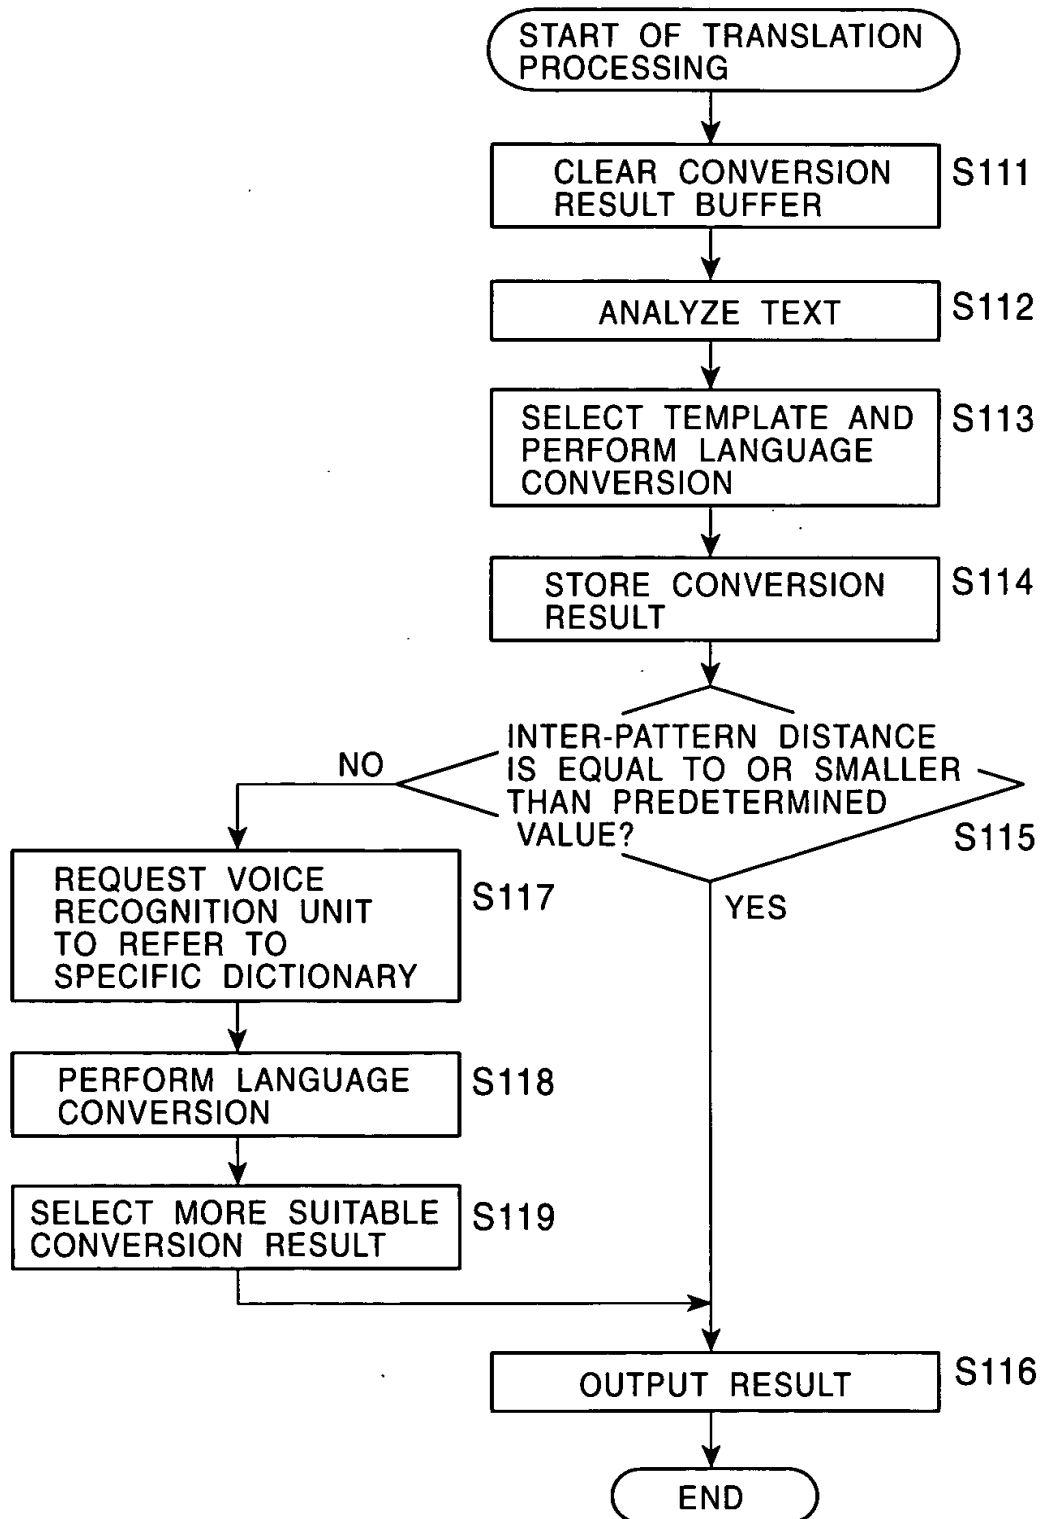 START OF TRANSLATION
PROCESSING
CLEAR CONVERSION
RESULT BUFFER
S111
ANALYZE TEXT
S112
SELECT TEMPLATE AND
PERFORM LANGUAGE
CONVERSION
S113
STORE CONVERSION
RESULT
S114
INTER-PATTERN DISTANCE
IS EQUAL TO OR SMALLER
THAN PREDETERMINED
VALUE?
S115
NO
YES
REQUEST VOICE
RECOGNITION UNIT
TO REFER TO
SPECIFIC DICTIONARY
S117
PERFORM LANGUAGE
CONVERSION
S118
SELECT MORE SUITABLE
CONVERSION RESULT
S119
OUTPUT RESULT
S116
END